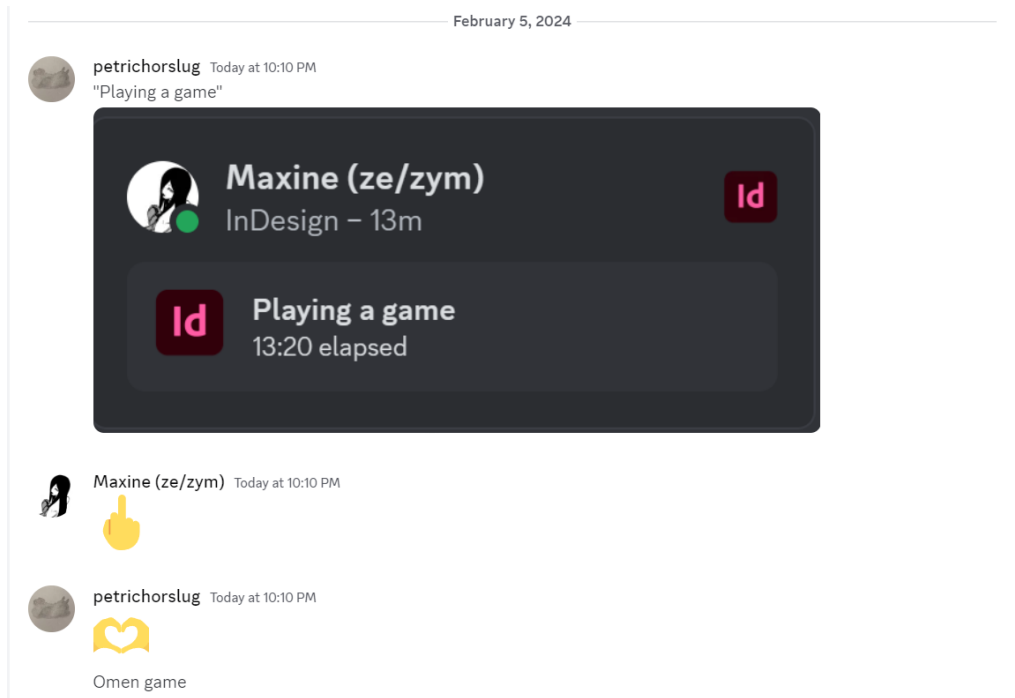 February 5, 2024
petrichorslug Today at 10:10 PM
"Playing a game"
Maxine (ze/zym)
InDesign – 13m
Id
Id
Playing a game
13:20 elapsed
Maxine (ze/zym) Today at 10:10 PM
petrichorslug Today at 10:10 PM
Omen game